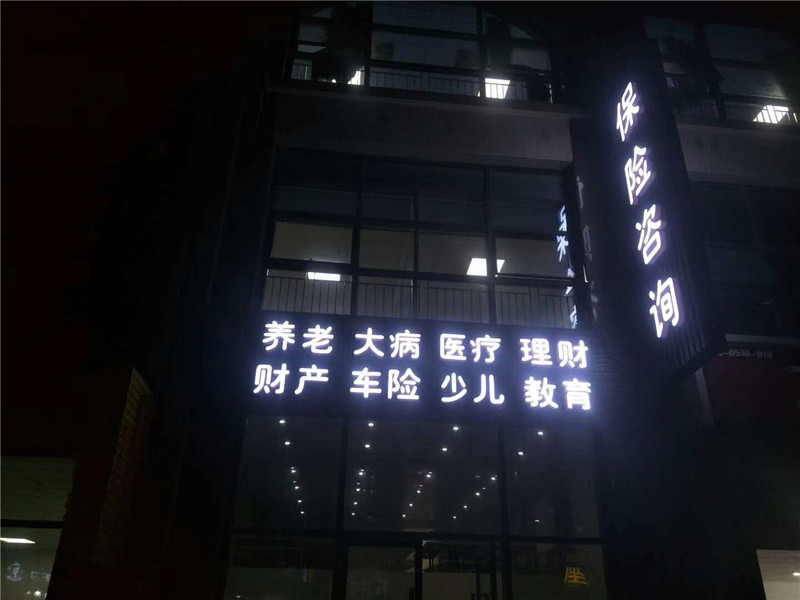 保险咨询
养老 大病 医疗 理财
财产 车险 少儿 教育
座